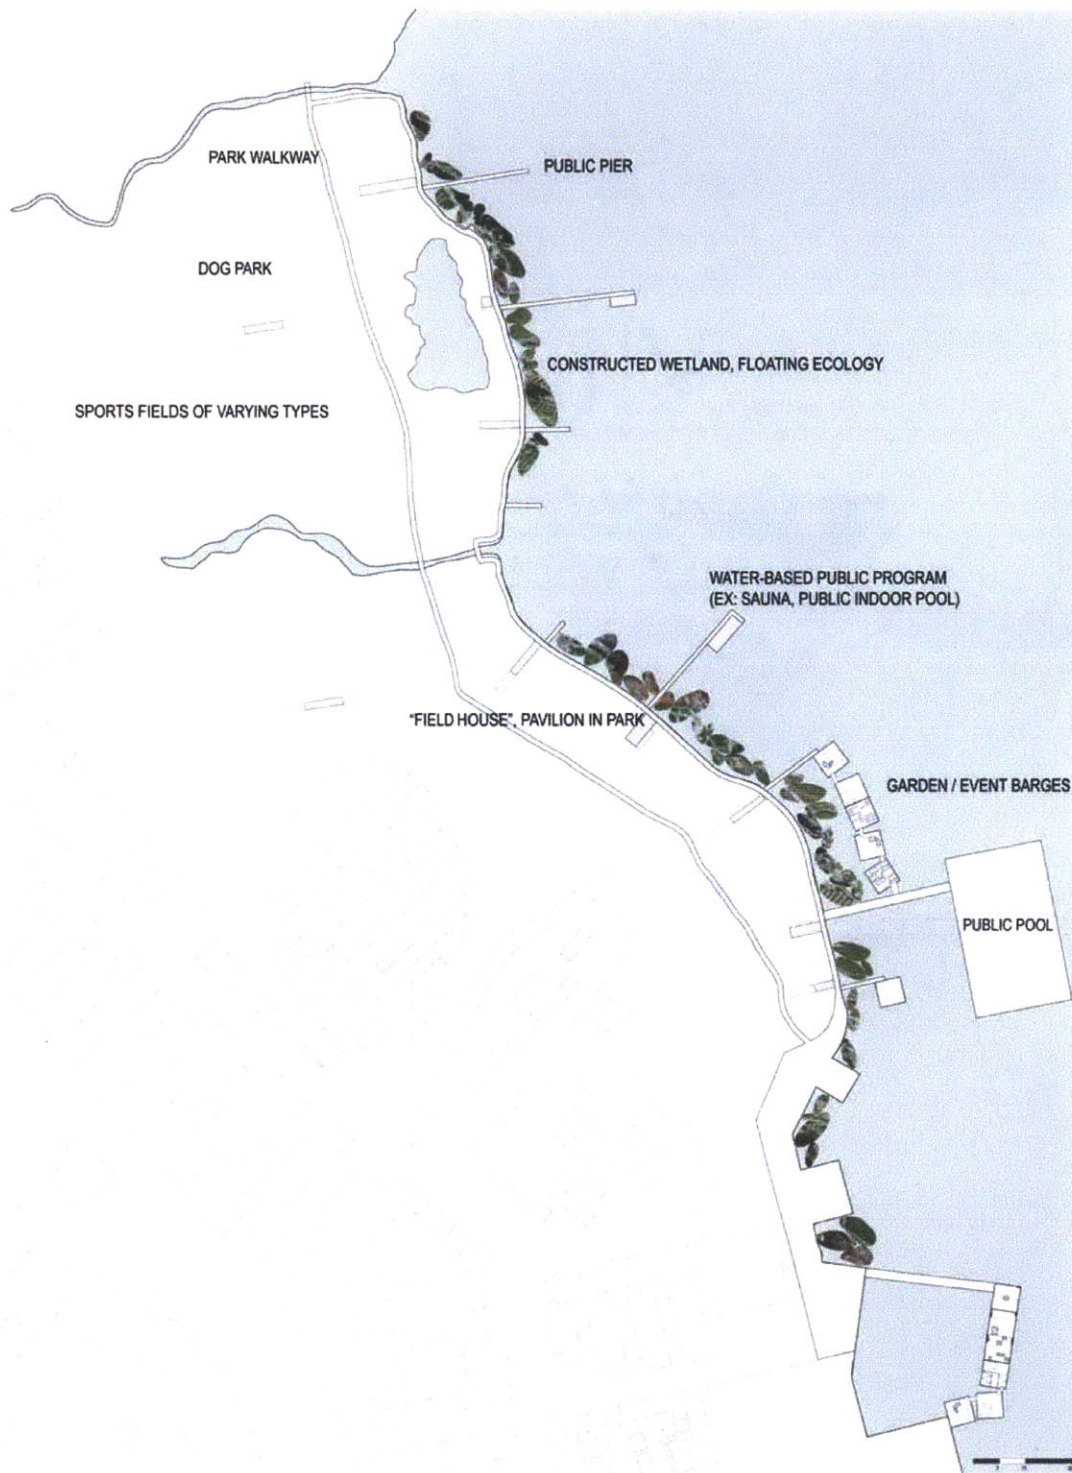 PARK WALKWAY
PUBLIC PIER
DOG PARK
CONSTRUCTED WETLAND, FLOATING ECOLOGY
SPORTS FIELDS OF VARYING TYPES
WATER-BASED PUBLIC PROGRAM
(EX: SAUNA, PUBLIC INDOOR POOL)
"FIELD HOUSE", PAVILION IN PARK
GARDEN / EVENT BARGES
PUBLIC POOL